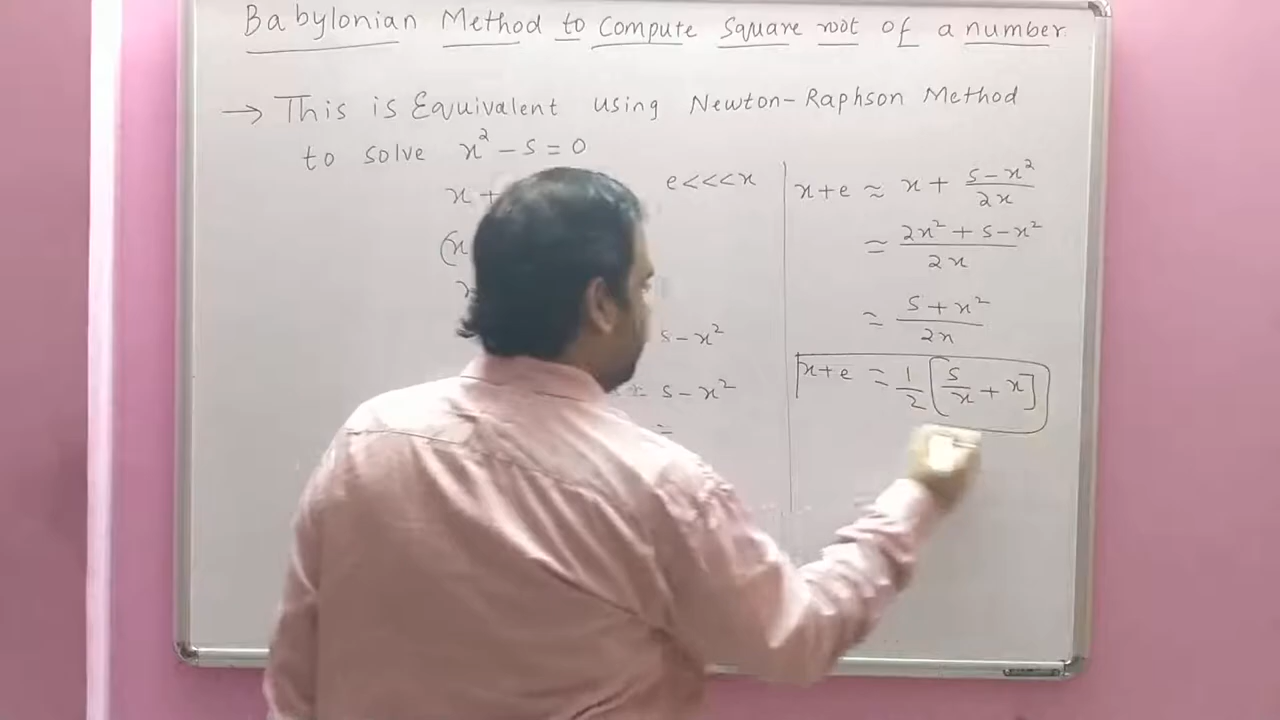 Babylonian Method to Compute Square root of a number
→ This is Equivalent using Newton-Raphson Method
to solve x² - s = 0
x +
e<<<x
(x
s - x²
= s - x²
=
x+e ≈ x + (s-x²)/2x
≈ (2x² + s - x²)/2x
≈ (s + x²)/2x
x+e = 1/2 [s/x + x]